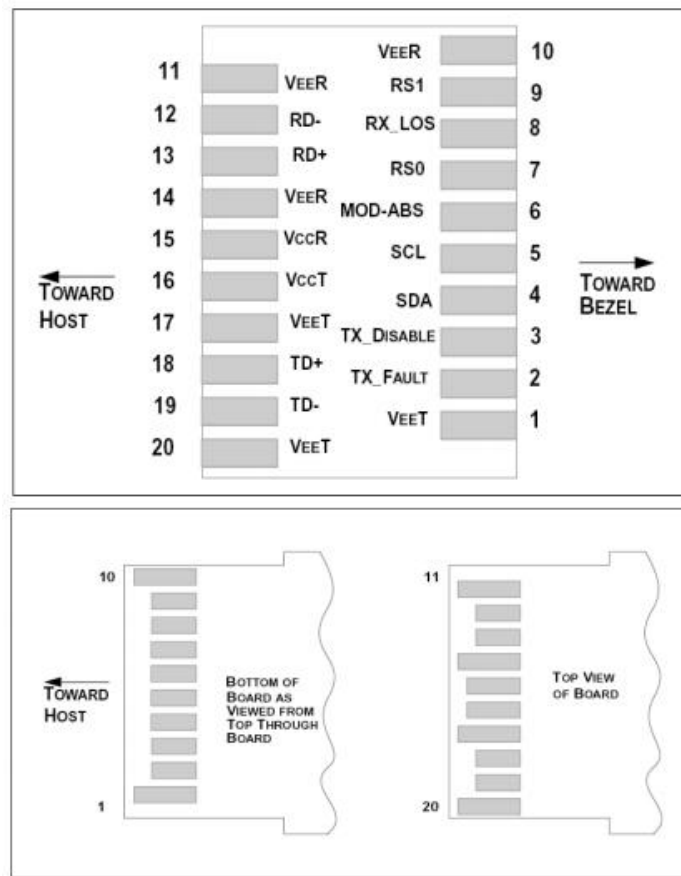 11
VEER
12
RD-
13
RD+
14
VEER
15
VCCR
16
VCCT
17
VEET
18
TD+
19
TD-
20
VEET
VEER
10
RS1
9
RX_LOS
8
RS0
7
MOD-ABS
6
SCL
5
SDA
4
TX_DISABLE
3
TX_FAULT
2
VEET
1
TOWARD
HOST
TOWARD
BEZEL
10
1
TOWARD
HOST
BOTTOM OF
BOARD AS
VIEWED FROM
TOP THROUGH
BOARD
11
20
TOP VIEW
OF BOARD